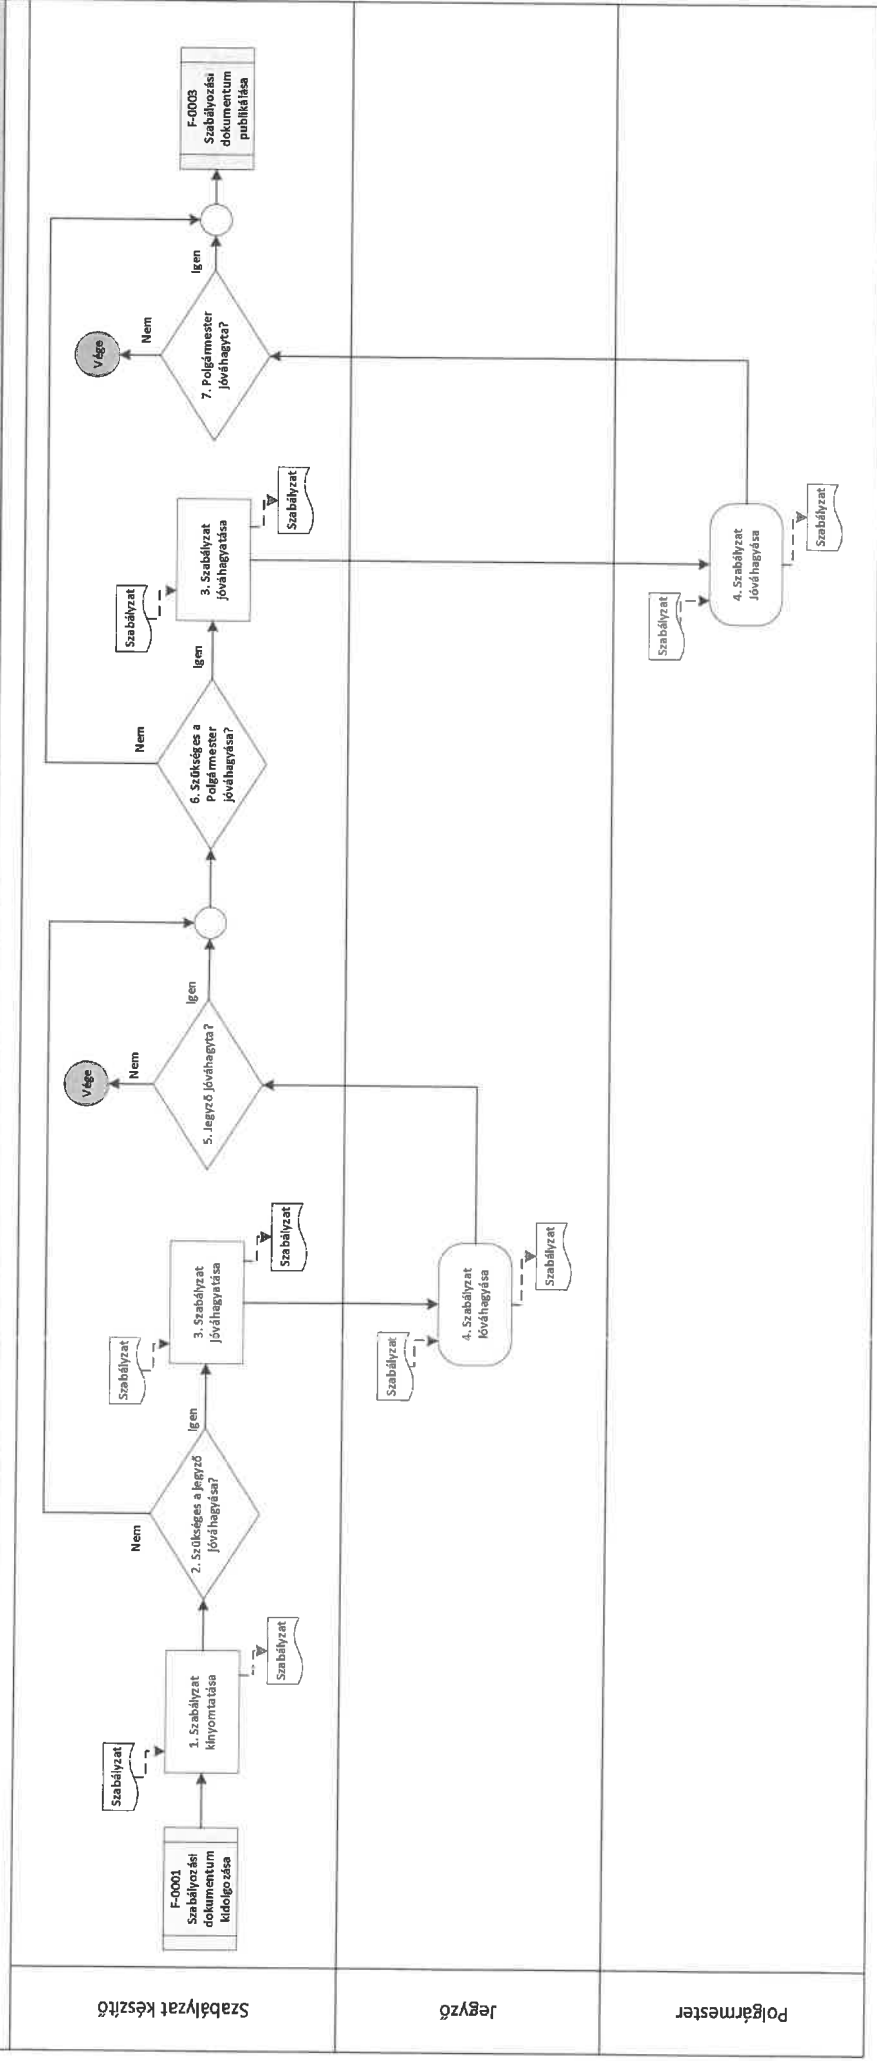 Szabályzat készítő
F-0001
Szabályozási
dokumentum
kidolgozása
Szabályzat
1. Szabályzat
kinyomtatása
Szabályzat
2. Szükséges a Jegyző
jóváhagyása?
Nem
Igen
Szabályzat
3. Szabályzat
jóváhagyatása
Szabályzat
5. Jegyző jóváhagyta?
Nem
Vége
Igen
6. Szükséges a
Polgármester
jóváhagyása?
Nem
Igen
Szabályzat
3. Szabályzat
jóváhagyatása
Szabályzat
7. Polgármester
jóváhagyta?
Nem
Vége
Igen
F-0003
Szabályozási
dokumentum
publikálása
Jegyző
Szabályzat
4. Szabályzat
jóváhagyása
Szabályzat
Polgármester
Szabályzat
4. Szabályzat
jóváhagyása
Szabályzat